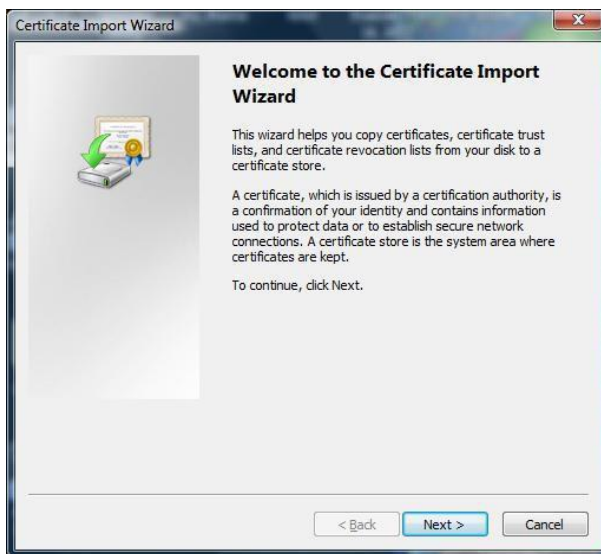 Certificate Import Wizard
Welcome to the Certificate Import
Wizard
This wizard helps you copy certificates, certificate trust
lists, and certificate revocation lists from your disk to a
certificate store.
A certificate, which is issued by a certification authority, is
a confirmation of your identity and contains information
used to protect data or to establish secure network
connections. A certificate store is the system area where
certificates are kept.
To continue, click Next.
< Back Next > Cancel